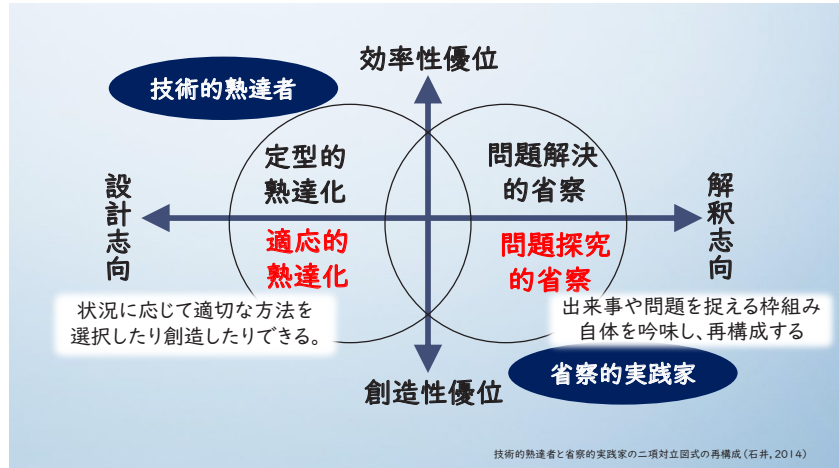 効率性優位
技術的熟達者
定型的
熟達化
問題解決
的省察
設計志向
解釈志向
適応的
熟達化
問題探究
的省察
状況に応じて適切な方法を
選択したり創造したりできる。
出来事や問題を捉える枠組み
自体を吟味し、再構成する
創造性優位
省察的実践家
技術的熟達者と省察的実践家の二項対立図式の再構成(石井,2014)